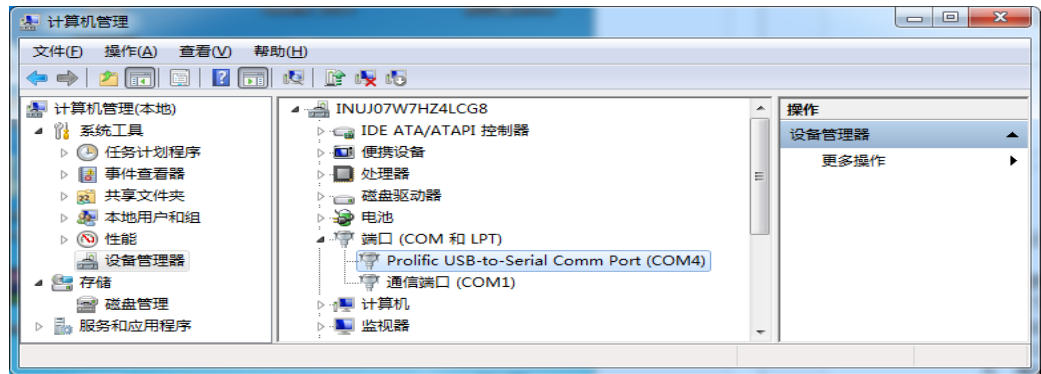 计算机管理
文件(F) 操作(A) 查看(V) 帮助(H)
计算机管理(本地)
系统工具
任务计划程序
事件查看器
共享文件夹
本地用户和组
性能
设备管理器
存储
磁盘管理
服务和应用程序
INUJ07W7HZ4LCG8
IDE ATA/ATAPI 控制器
便携设备
处理器
磁盘驱动器
电池
端口 (COM 和 LPT)
Prolific USB-to-Serial Comm Port (COM4)
通信端口 (COM1)
计算机
监视器
操作
设备管理器
更多操作